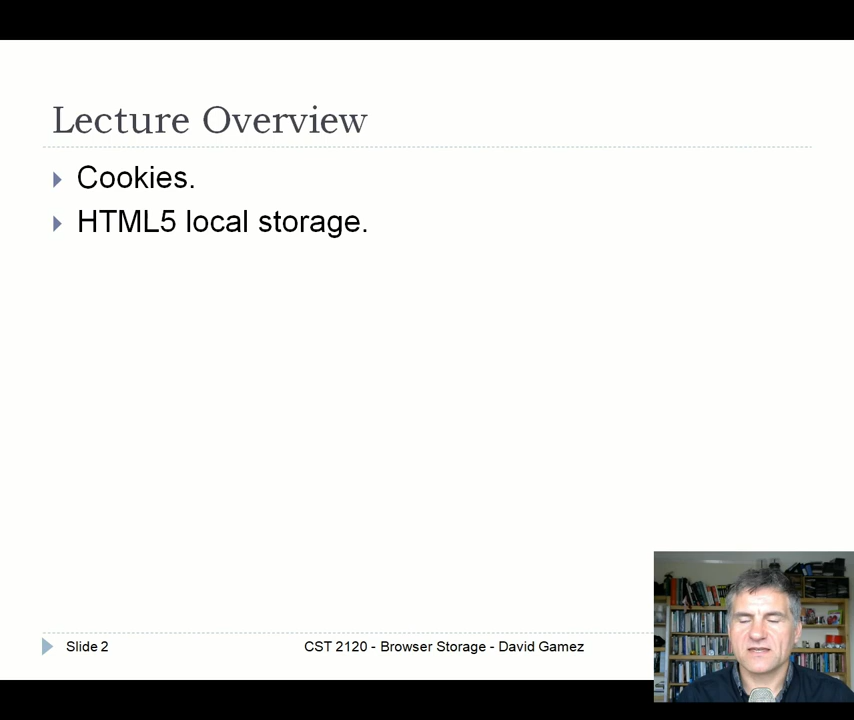 Lecture Overview
Cookies.
HTML5 local storage.
Slide 2
CST 2120 - Browser Storage - David Gamez